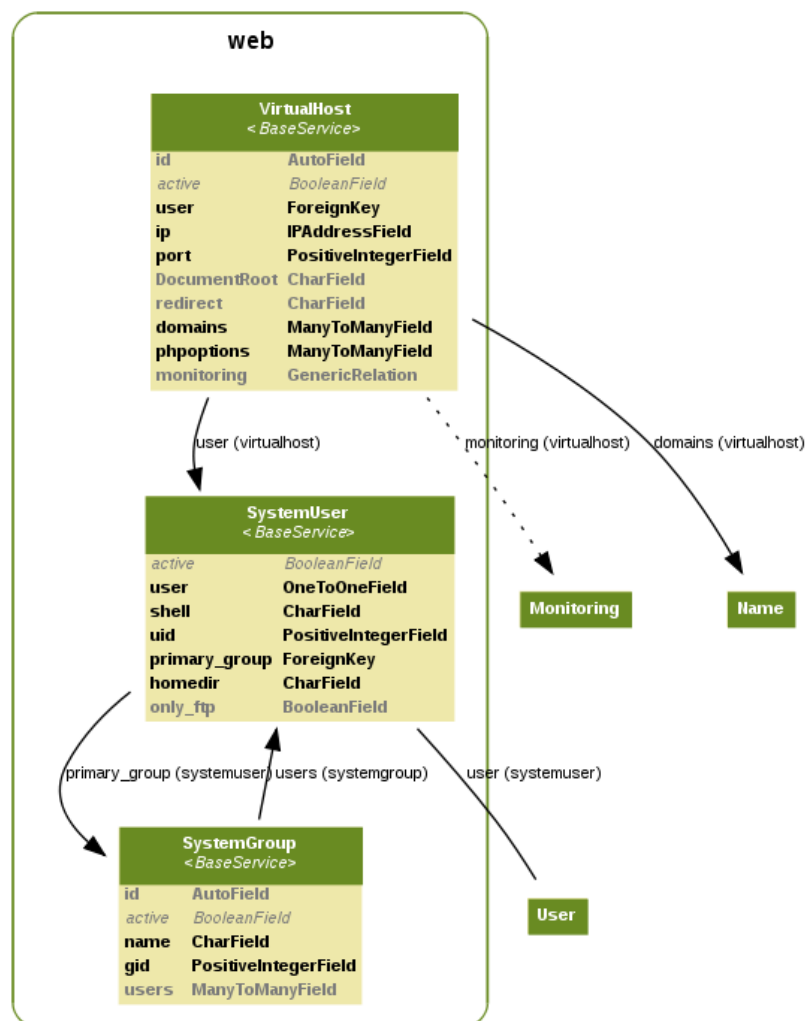 web
VirtualHost
<BaseService>
id AutoField
active BooleanField
user ForeignKey
ip IPAddressField
port PositiveIntegerField
DocumentRoot CharField
redirect CharField
domains ManyToManyField
phpoptions ManyToManyField
monitoring GenericRelation
user (virtualhost) monitoring (virtualhost) domains (virtualhost)
SystemUser
<BaseService>
active BooleanField
user OneToOneField
shell CharField
uid PositiveIntegerField
primary_group ForeignKey
homedir CharField
only_ftp BooleanField
Monitoring Name
primary_group (systemuser) users (systemgroup) user (systemuser)
SystemGroup
<BaseService>
id AutoField
active BooleanField
name CharField
gid PositiveIntegerField
users ManyToManyField
User